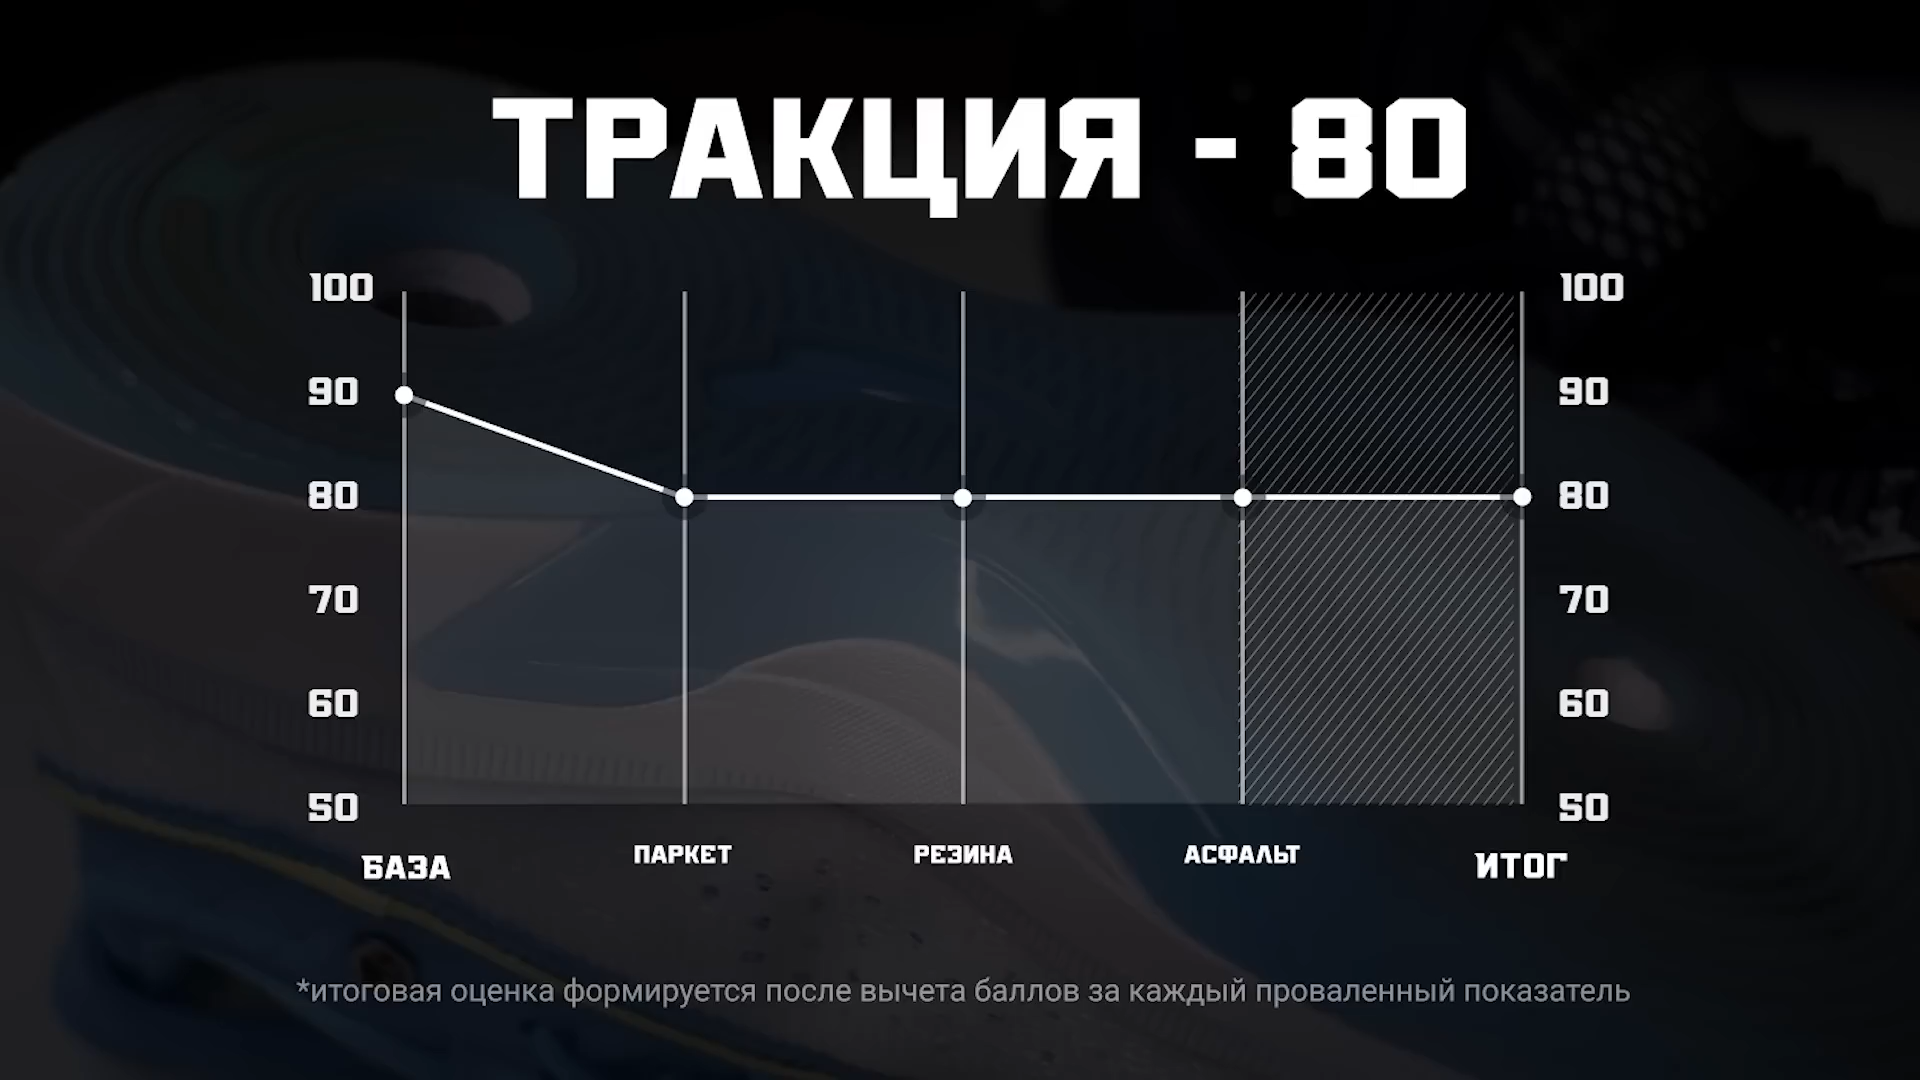 ТРАКЦИЯ - 80
100 100
90 90
80 80
70 70
60 60
50 50
БАЗА ПАРКЕТ РЕЗИНА АСФАЛЬТ ИТОГ
*итоговая оценка формируется после вычета баллов за каждый проваленный показатель